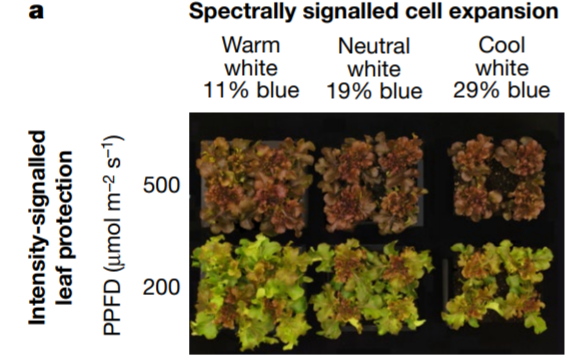 a
Spectrally signalled cell expansion
Warm
white
11% blue
Neutral
white
19% blue
Cool
white
29% blue
Intensity-signalled
leaf protection
PPFD (μmol m⁻² s⁻¹)
500
200